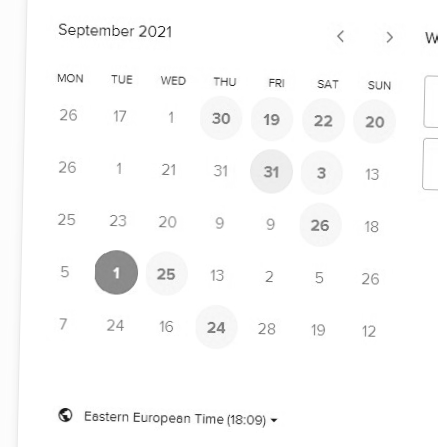 September 2021
W
MON TUE WED THU FRI SAT SUN
26 17 1 30 19 22 20
26 1 21 31 31 3 13
25 23 20 9 9 26 18
5 1 25 13 2 5 26
7 24 16 24 28 19 12
Eastern European Time (18:09)